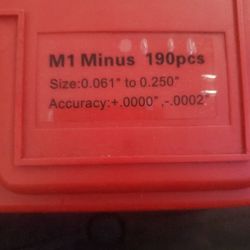 M1 Minus 190pcs
Size:0.061" to 0.250"
Accuracy:+.0000",-.0002"